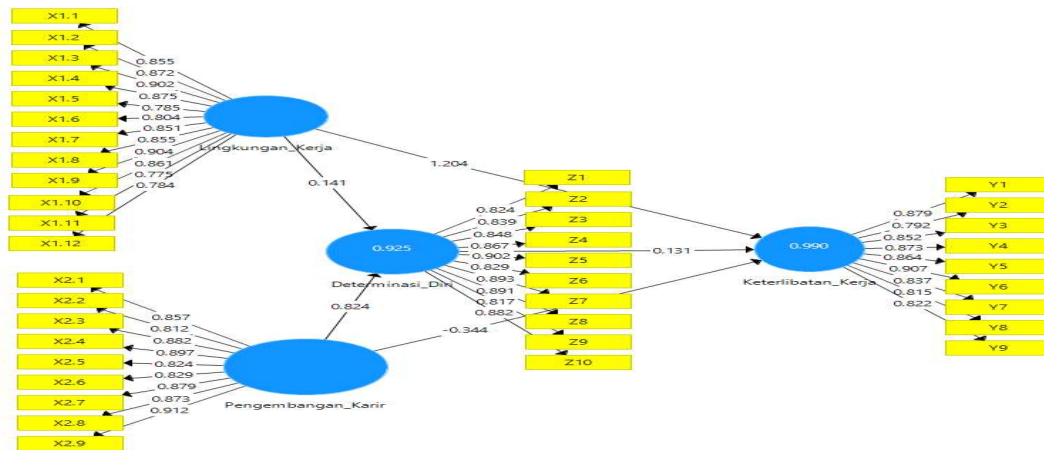 X1.1
X1.2
X1.3
X1.4
X1.5
X1.6
X1.7
X1.8
X1.9
X1.10
X1.11
X1.12
0.855
0.872
0.902
0.875
0.785
0.804
0.851
0.855
0.904
0.861
0.775
0.784
Lingkungan_Kerja
1.204
0.141
X2.1
X2.2
X2.3
X2.4
X2.5
X2.6
X2.7
X2.8
X2.9
0.857
0.812
0.882
0.897
0.824
0.829
0.879
0.873
0.912
Pengembangan_Karir
0.824
-0.344
0.925
Determinasi_Diri
0.131
0.824
0.839
0.848
0.867
0.902
0.829
0.893
0.891
0.817
0.882
Z1
Z2
Z3
Z4
Z5
Z6
Z7
Z8
Z9
Z10
0.990
Keterlibatan_Kerja
0.879
0.792
0.852
0.873
0.864
0.907
0.837
0.815
0.822
Y1
Y2
Y3
Y4
Y5
Y6
Y7
Y8
Y9